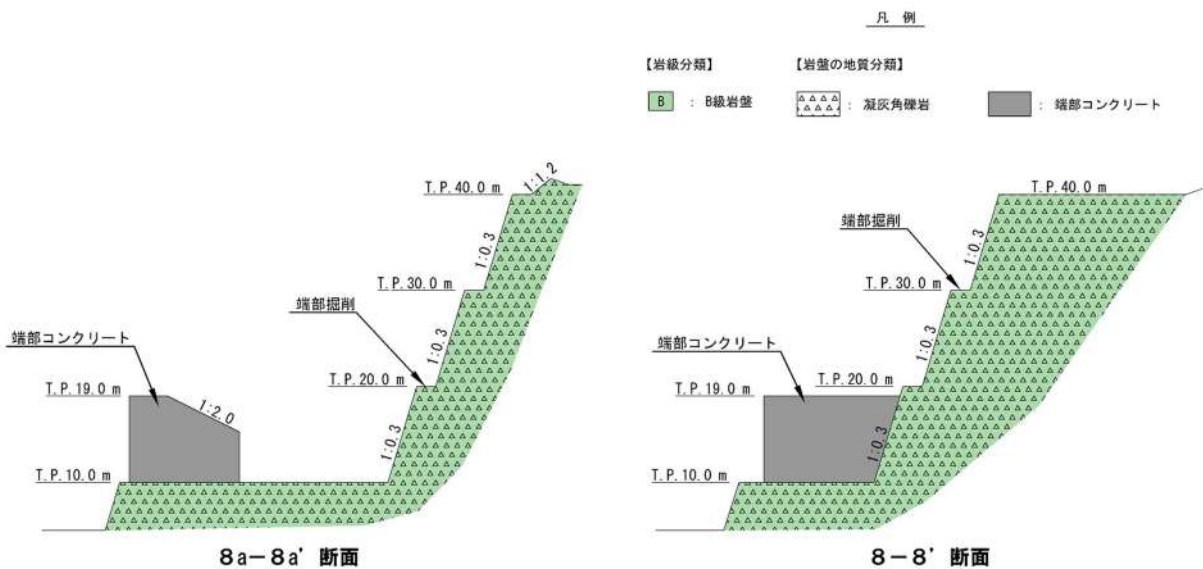 凡 例
【岩級分類】 【岩盤の地質分類】
B : B級岩盤 : 凝灰角礫岩 : 端部コンクリート
T.P.40.0 m
1:1.2
1:0.3
T.P.30.0 m
端部掘削
1:0.3
端部コンクリート
T.P.20.0 m
T.P.19.0 m
1:2.0
1:0.3
T.P.10.0 m
8a－8a’ 断面
T.P.40.0 m
端部掘削
1:0.3
T.P.30.0 m
1:0.3
端部コンクリート
T.P.20.0 m
T.P.19.0 m
1:0.3
T.P.10.0 m
8－8’ 断面